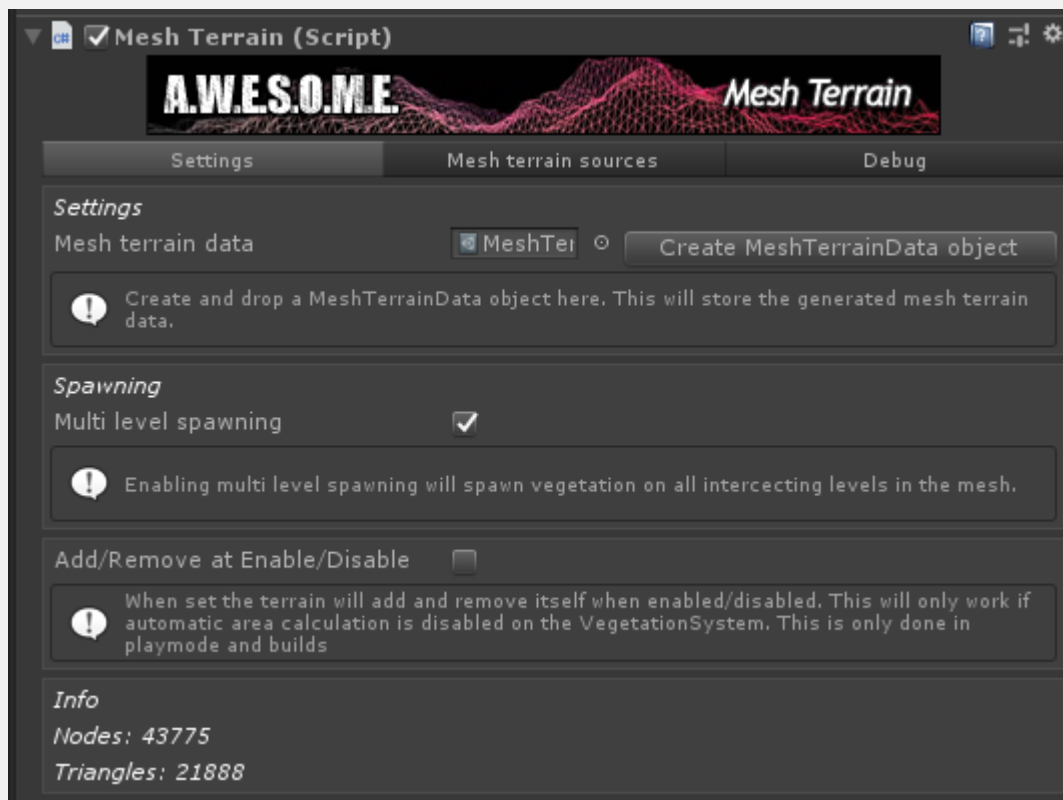 Mesh Terrain (Script)
A.W.E.S.O.M.E. Mesh Terrain
Settings Mesh terrain sources Debug
Settings
Mesh terrain data MeshTer Create MeshTerrainData object
Create and drop a MeshTerrainData object here. This will store the generated mesh terrain
data.
Spawning
Multi level spawning
Enabling multi level spawning will spawn vegetation on all intercecting levels in the mesh.
Add/Remove at Enable/Disable
When set the terrain will add and remove itself when enabled/disabled. This will only work if
automatic area calculation is disabled on the VegetationSystem. This is only done in
playmode and builds
Info
Nodes: 43775
Triangles: 21888